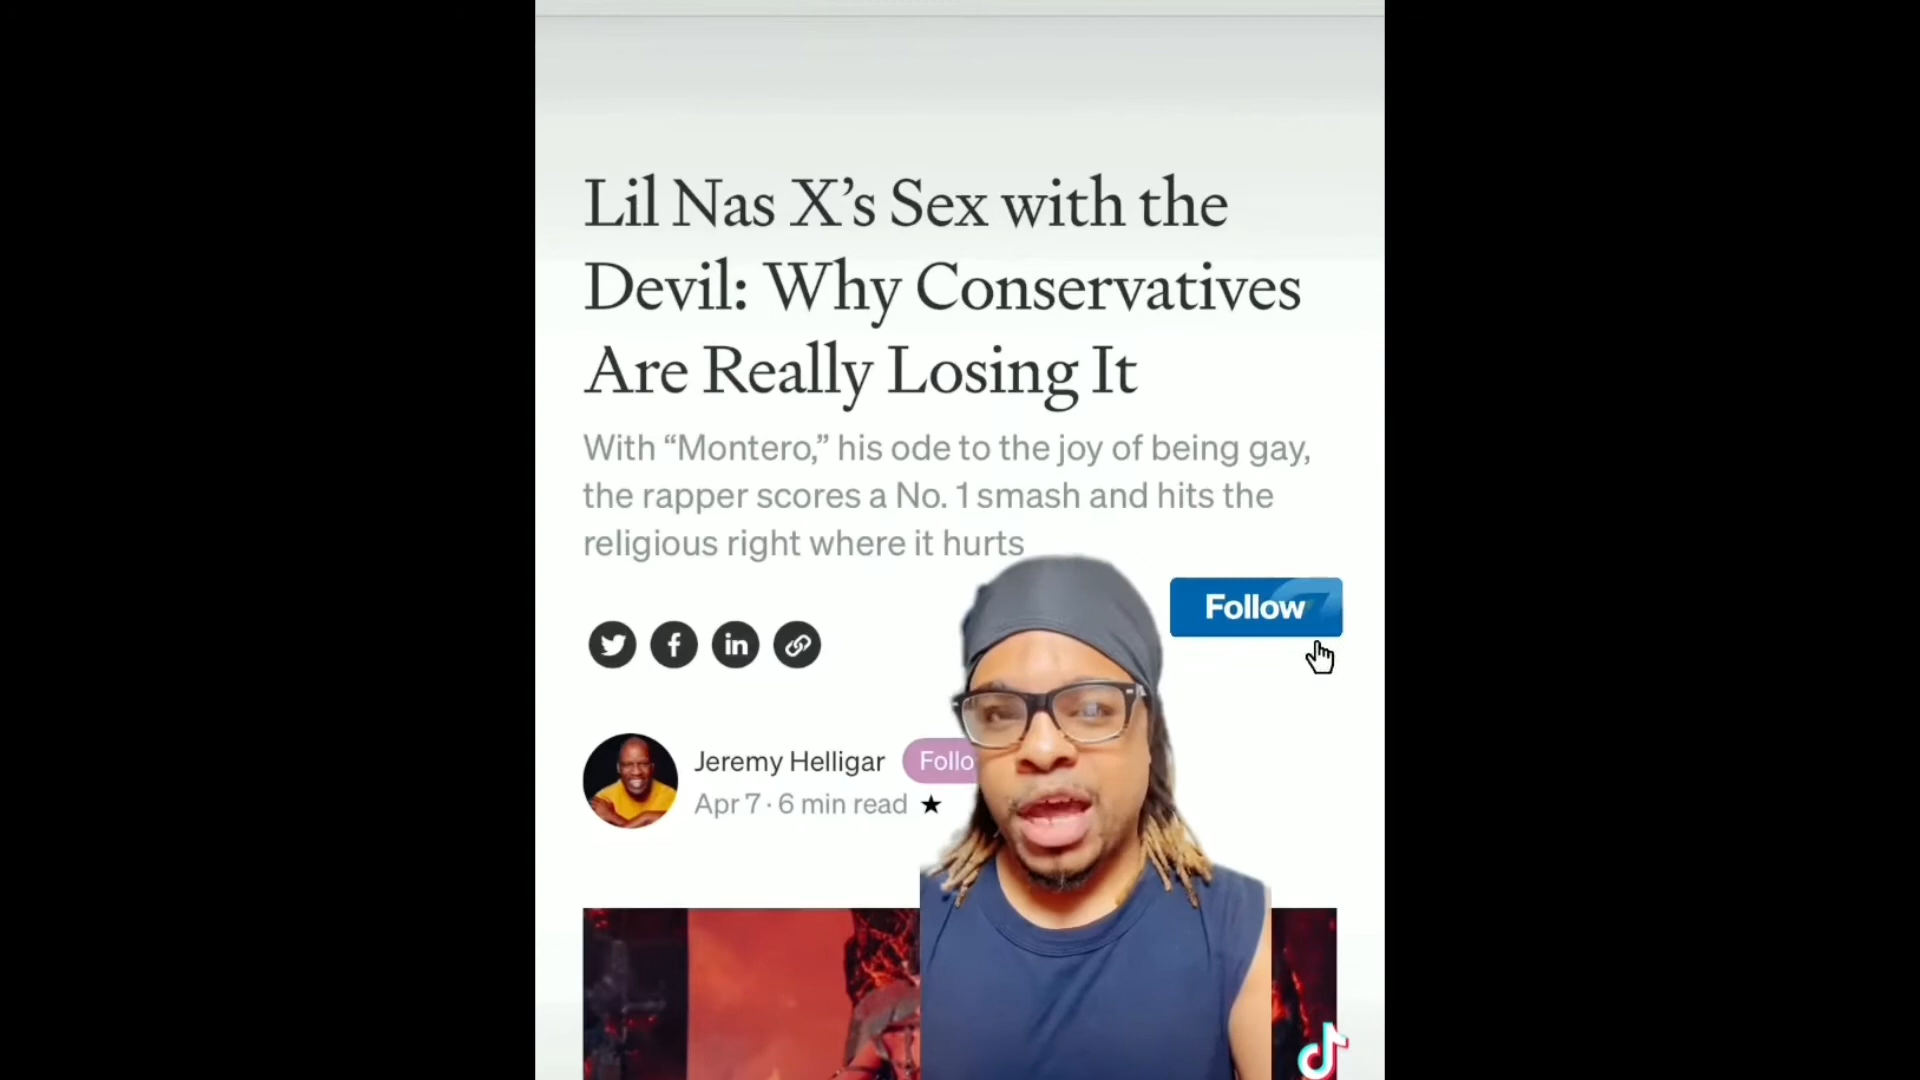 Lil Nas X’s Sex with the
Devil: Why Conservatives
Are Really Losing It
With “Montero,” his ode to the joy of being gay,
the rapper scores a No. 1 smash and hits the
religious right where it hurts
Follow
Jeremy Helligar Follo
Apr 7 · 6 min read